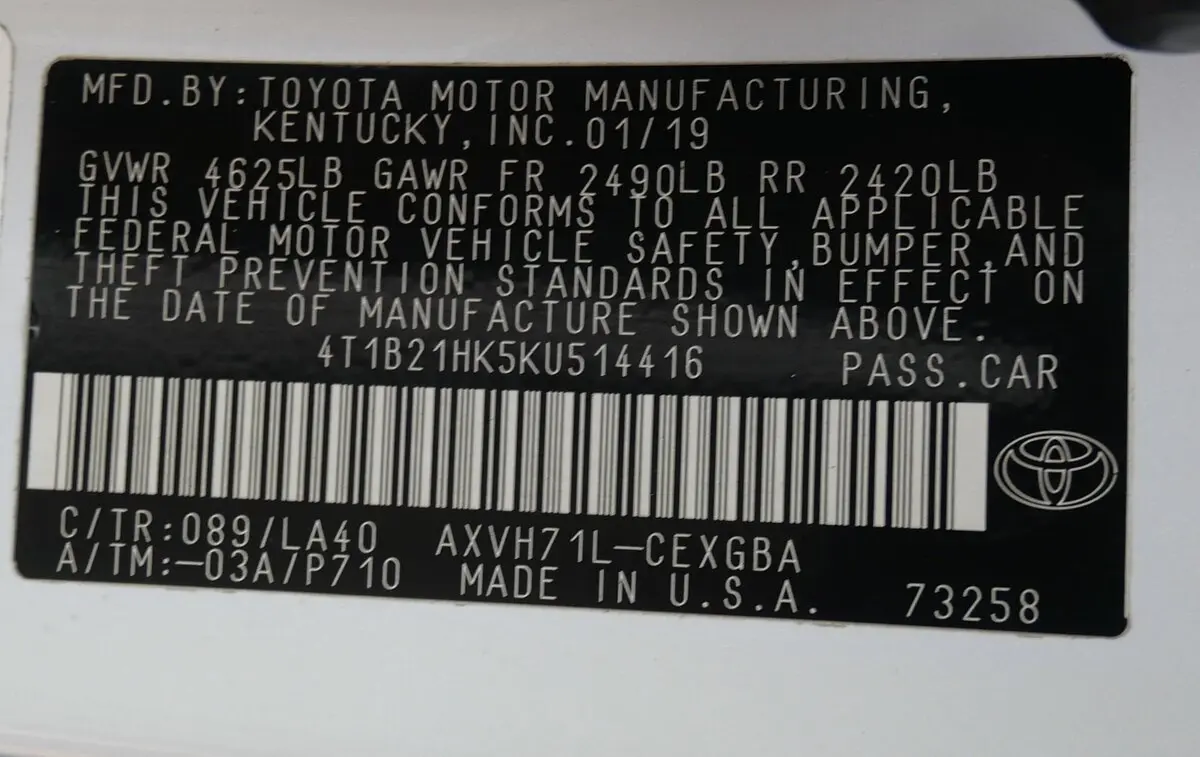 MFD.BY:TOYOTA MOTOR MANUFACTURING,
KENTUCKY,INC.01/19
GVWR 4625LB GAWR FR 2490LB RR 2420LB
THIS VEHICLE CONFORMS TO ALL APPLICABLE
FEDERAL MOTOR VEHICLE SAFETY,BUMPER,AND
THEFT PREVENTION STANDARDS IN EFFECT ON
THE DATE OF MANUFACTURE SHOWN ABOVE.
4T1B21HK5KU514416 PASS.CAR
C/TR:089/LA40 AXVH71L-CEXGBA
A/TM:-03A/P710 MADE IN U.S.A. 73258